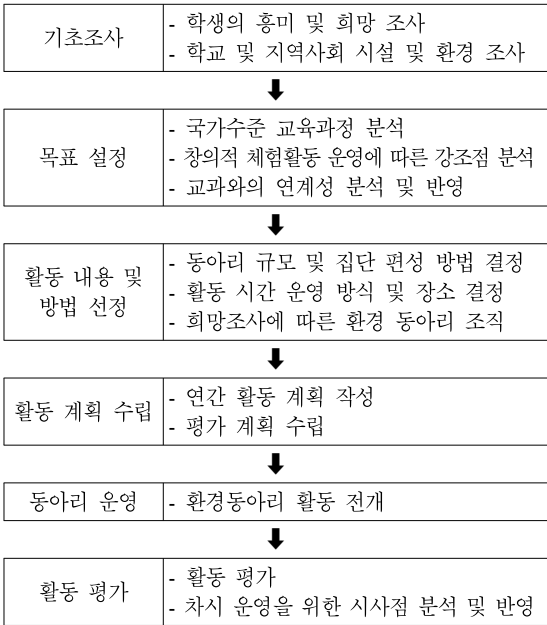 기초조사
- 학생의 흥미 및 희망 조사
- 학교 및 지역사회 시설 및 환경 조사
목표 설정
- 국가수준 교육과정 분석
- 창의적 체험활동 운영에 따른 강조점 분석
- 교과와의 연계성 분석 및 반영
활동 내용 및
방법 선정
- 동아리 규모 및 집단 편성 방법 결정
- 활동 시간 운영 방식 및 장소 결정
- 희망조사에 따른 환경 동아리 조직
활동 계획 수립
- 연간 활동 계획 작성
- 평가 계획 수립
동아리 운영
- 환경동아리 활동 전개
활동 평가
- 활동 평가
- 차시 운영을 위한 시사점 분석 및 반영